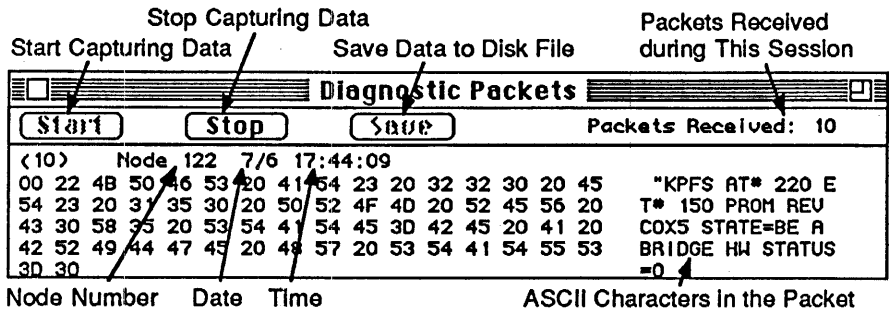 Stop Capturing Data
Packets Received
Start Capturing Data Save Data to Disk File during This Session
Diagnostic Packets
Start Stop Save Packets Received: 10
(10) Node 122 7/6 17:44:09
00 22 4B 50 46 53 20 41 54 23 20 32 32 30 20 45 "KPFS AT# 220 E
54 23 20 31 35 30 20 50 52 4F 4D 20 52 45 56 20 T# 150 PROM REV
43 30 58 35 20 53 54 41 54 45 3D 42 45 20 41 20 C0X5 STATE=BE A
42 52 49 44 47 45 20 48 57 20 53 54 41 54 55 53 BRIDGE HW STATUS
3D 30 =0
Node Number Date Time ASCII Characters in the Packet